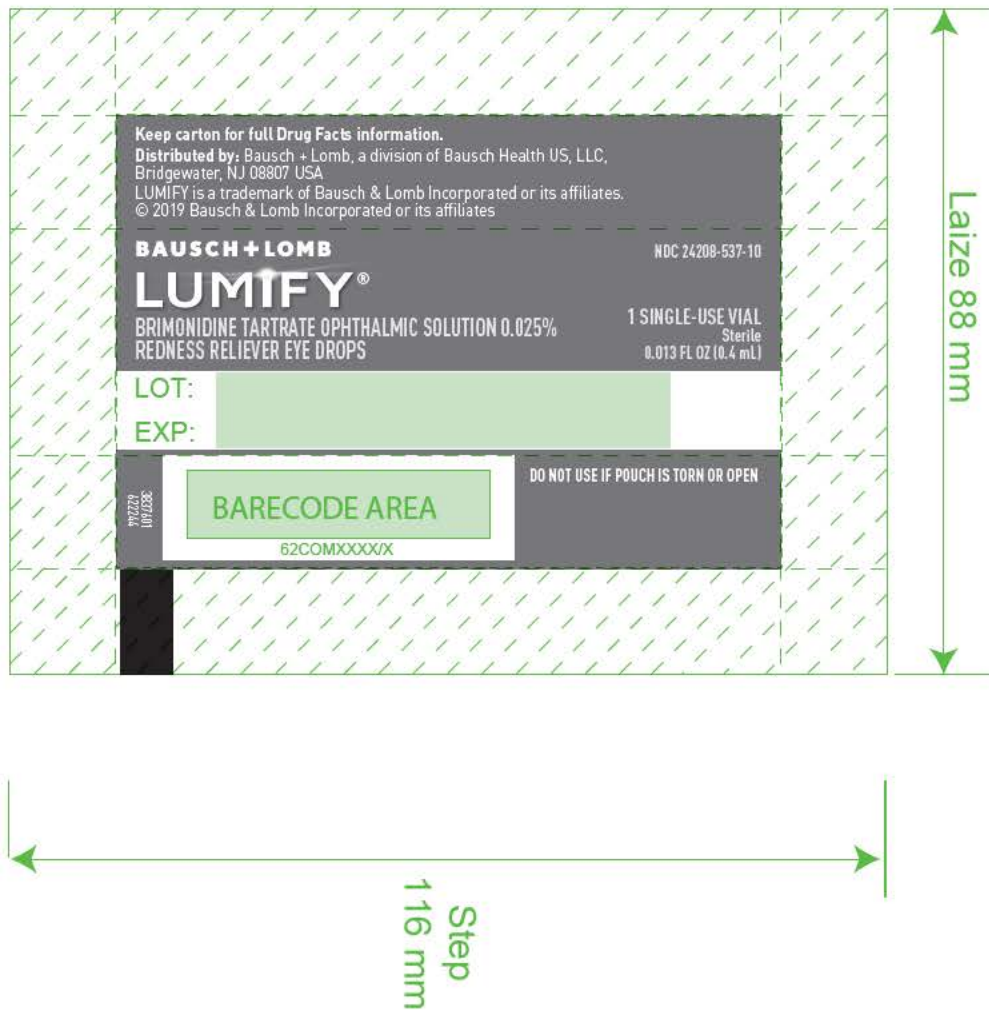 Keep carton for full Drug Facts information.
Distributed by: Bausch + Lomb, a division of Bausch Health US, LLC,
Bridgewater, NJ 08807 USA
LUMIFY is a trademark of Bausch & Lomb Incorporated or its affiliates.
© 2019 Bausch & Lomb Incorporated or its affiliates
BAUSCH + LOMB
NDC 24208-537-10
LUMIFY®
BRIMONIDINE TARTRATE OPHTHALMIC SOLUTION 0.025%
REDNESS RELIEVER EYE DROPS
1 SINGLE-USE VIAL
Sterile
0.013 FL OZ (0.4 mL)
LOT:
EXP:
3837601
622244
BARECODE AREA
62COMXXXX/X
DO NOT USE IF POUCH IS TORN OR OPEN
Laize 88 mm
Step
116 mm